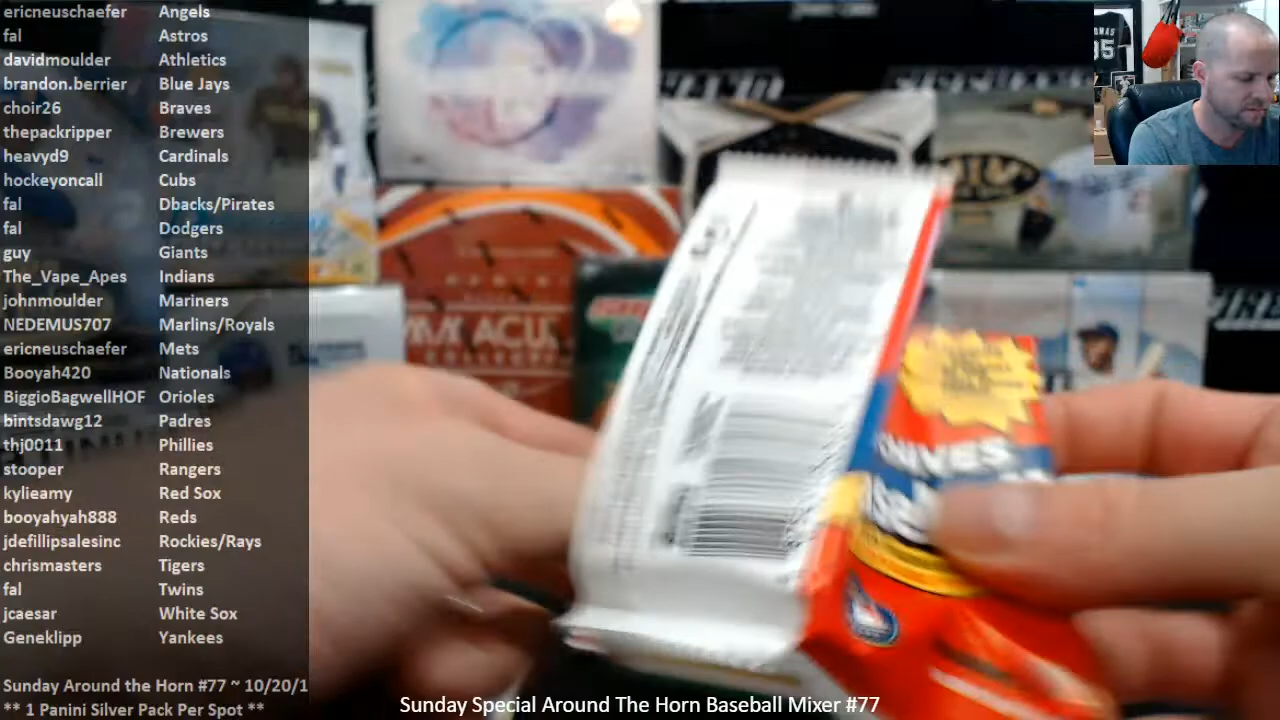 ericneuschaefer Angels
fal Astros
davidmoulder Athletics
brandon.berrier Blue Jays
choir26 Braves
thepackripper Brewers
heavyd9 Cardinals
hockeyoncall Cubs
fal Dbacks/Pirates
fal Dodgers
guy Giants
The_Vape_Apes Indians
johnmoulder Mariners
NEDEMUS707 Marlins/Royals
ericneuschaefer Mets
Booyah420 Nationals
BiggioBagwellHOF Orioles
bintsdawg12 Padres
thj0011 Phillies
stooper Rangers
kylieamy Red Sox
booyahyah888 Reds
jdefillipsalesinc Rockies/Rays
chrismasters Tigers
fal Twins
jcaesar White Sox
Geneklipp Yankees
Sunday Around the Horn #77 ~ 10/20/1
** 1 Panini Silver Pack Per Spot **
Sunday Special Around The Horn Baseball Mixer #77